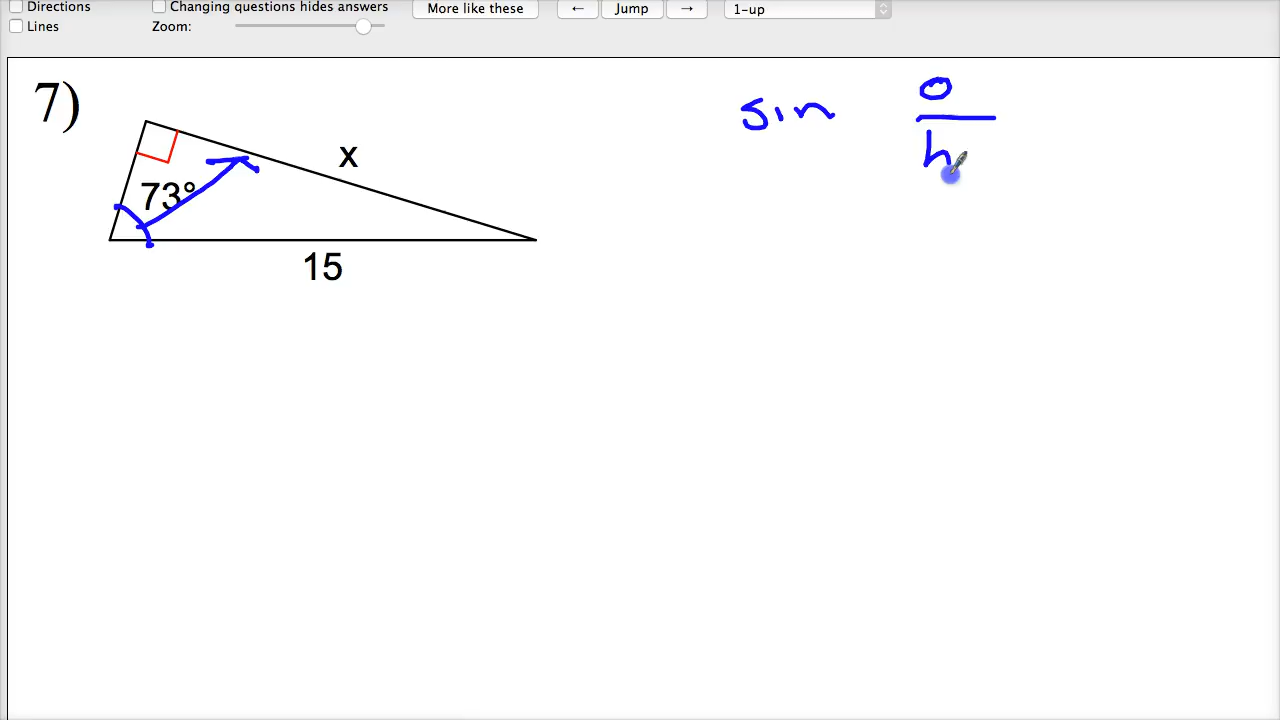 Directions Changing questions hides answers More like these ← Jump → 1-up
Lines Zoom:
7)
sin o
h
x
73°
15